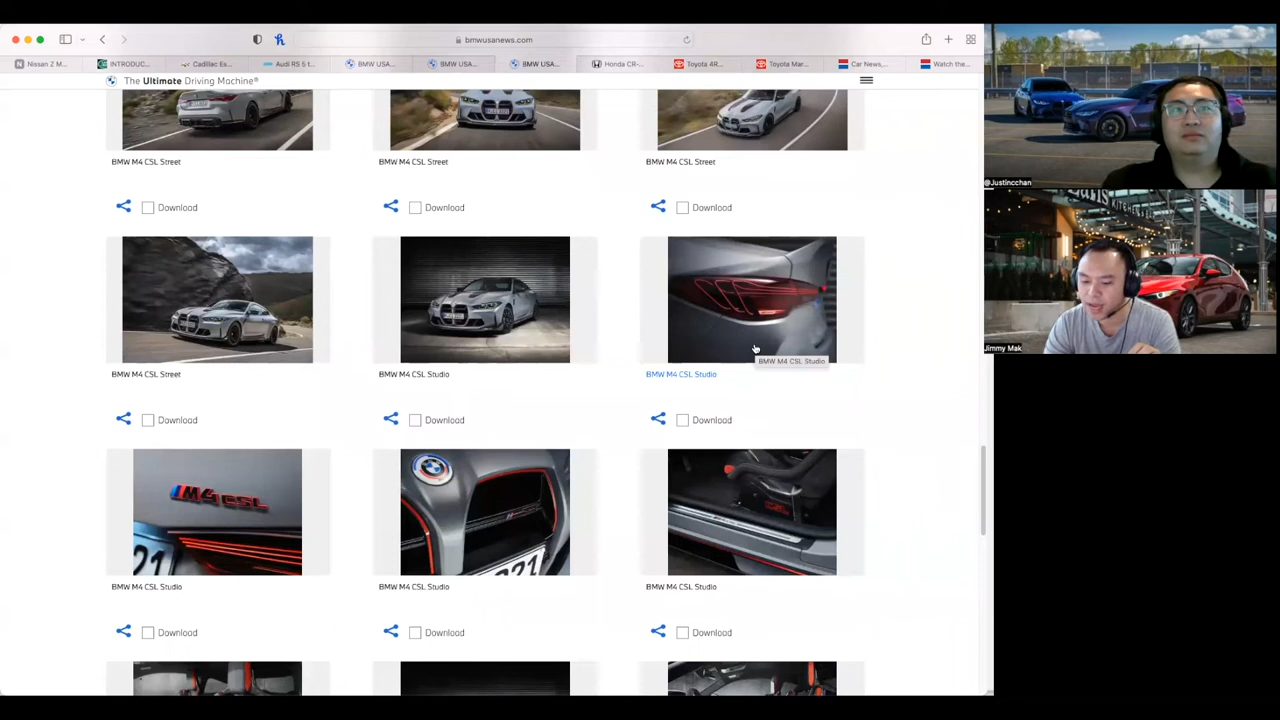 bmwusanews.com
Nissan Z M...
INTRODUC...
Cadillac Es...
Audi RS 5 t...
BMW USA...
BMW USA...
BMW USA...
Honda CR-...
Toyota 4R...
Toyota Mar...
Car News,...
Watch the...
The Ultimate Driving Machine®
BMW M4 CSL Street
BMW M4 CSL Street
BMW M4 CSL Street
Download
Download
Download
BMW M4 CSL Studio
BMW M4 CSL Street
BMW M4 CSL Studio
BMW M4 CSL Studio
Download
Download
Download
M4 CSL
21
BMW M4 CSL Studio
BMW M4 CSL Studio
BMW M4 CSL Studio
Download
Download
Download
@Justincchan
KITCHEN
Jimmy Mak